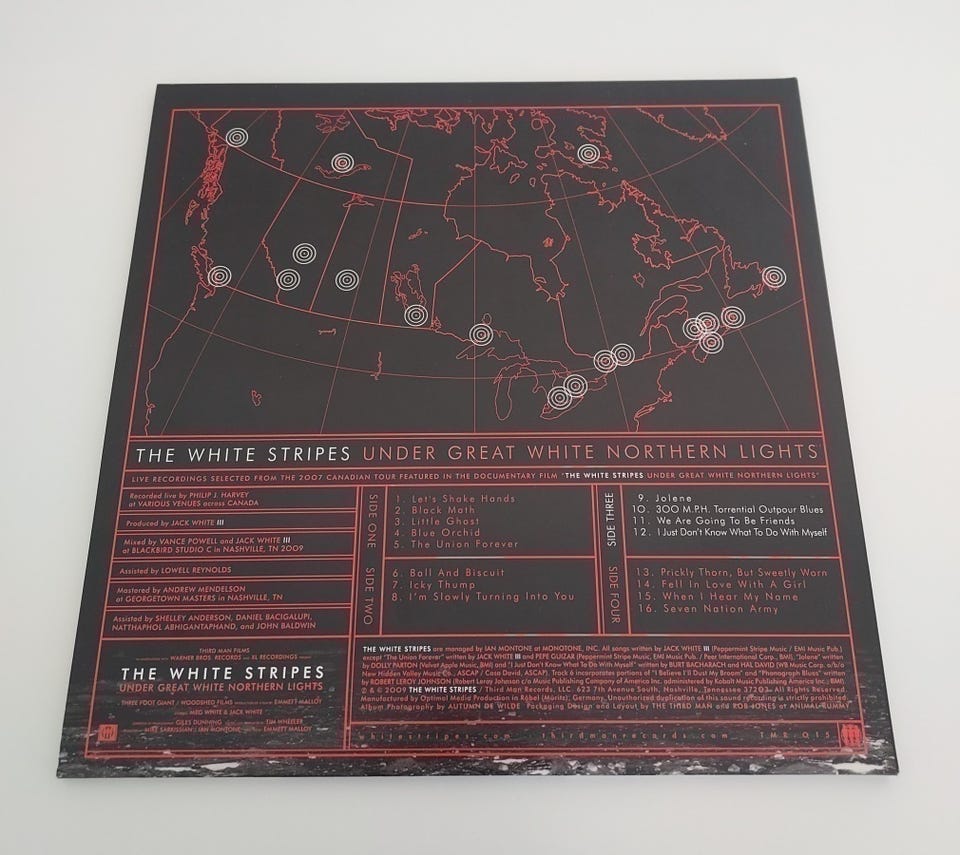 THE WHITE STRIPES UNDER GREAT WHITE NORTHERN LIGHTS
LIVE RECORDINGS SELECTED FROM THE 2007 CANADIAN TOUR FEATURED IN THE DOCUMENTARY FILM "THE WHITE STRIPES UNDER GREAT WHITE NORTHERN LIGHTS"
Recorded live by PHILIP J. HARVEY
at VARIOUS VENUES across CANADA
Produced by JACK WHITE III
Mixed by VANCE POWELL and JACK WHITE III
at BLACKBIRD STUDIO C in NASHVILLE, TN 2009
Assisted by LOWELL REYNOLDS
Mastered by ANDREW MENDELSON
at GEORGETOWN MASTERS in NASHVILLE, TN
Assisted by SHELLEY ANDERSON, DANIEL BACIGALUPI,
NATTHAPHOL ABHIGANTAPHAND, and JOHN BALDWIN
SIDE ONE
1. Let's Shake Hands
2. Black Math
3. Little Ghost
4. Blue Orchid
5. The Union Forever
SIDE TWO
6. Ball And Biscuit
7. Icky Thump
8. I'm Slowly Turning Into You
SIDE THREE
9. Jolene
10. 300 M.P.H. Torrential Outpour Blues
11. We Are Going To Be Friends
12. I Just Don't Know What To Do With Myself
SIDE FOUR
13. Prickly Thorn, But Sweetly Worn
14. Fell In Love With A Girl
15. When I Hear My Name
16. Seven Nation Army
THIRD MAN FILMS
WARNER BROS. RECORDS and XL RECORDINGS
THE WHITE STRIPES
UNDER GREAT WHITE NORTHERN LIGHTS
THREE FOOT GIANT / WOODSHED FILMS EMMETT MALLOY
MEG WHITE & JACK WHITE
GILES DUNNING TIM WHEELER
MIKE SARKISSIAN IAN MONTONE EMMETT MALLOY
THE WHITE STRIPES are managed by IAN MONTONE at MONOTONE, INC. All songs written by JACK WHITE III (Peppermint Stripe Music / EMI Music Pub.)
except "The Union Forever" written by JACK WHITE III and PEPE GUIZAR (Peppermint Stripe Music, EMI Music Pub. / Peer International Corp., BMI), "Jolene" written
by DOLLY PARTON (Velvet Apple Music, BMI) and "I Just Don't Know What To Do With Myself" written by BURT BACHARACH and HAL DAVID (WB Music Corp. o/b/o
New Hidden Valley Music Co., ASCAP / Casa David, ASCAP). Track 6 incorporates portions of "I Believe I'll Dust My Broom" and "Phonograph Blues" written
by ROBERT LEROY JOHNSON (Robert Leroy Johnson c/o Music Publishing Company of America Inc. administered by Kobalt Music Publishing America Inc.; BMI)
℗ & © 2009 THE WHITE STRIPES / Third Man Records, LLC. 623 7th Avenue South, Nashville, Tennessee 37203. All Rights Reserved.
Manufactured by Optimal Media Production in Röbel (Müritz), Germany. Unauthorized duplication of this sound recording is strictly prohibited.
Album Photography by AUTUMN DE WILDE Packaging Design and Layout by THE THIRD MAN and ROB JONES at ANIMAL RUMMY
whitestripes.com thirdmanrecords.com TMR 015